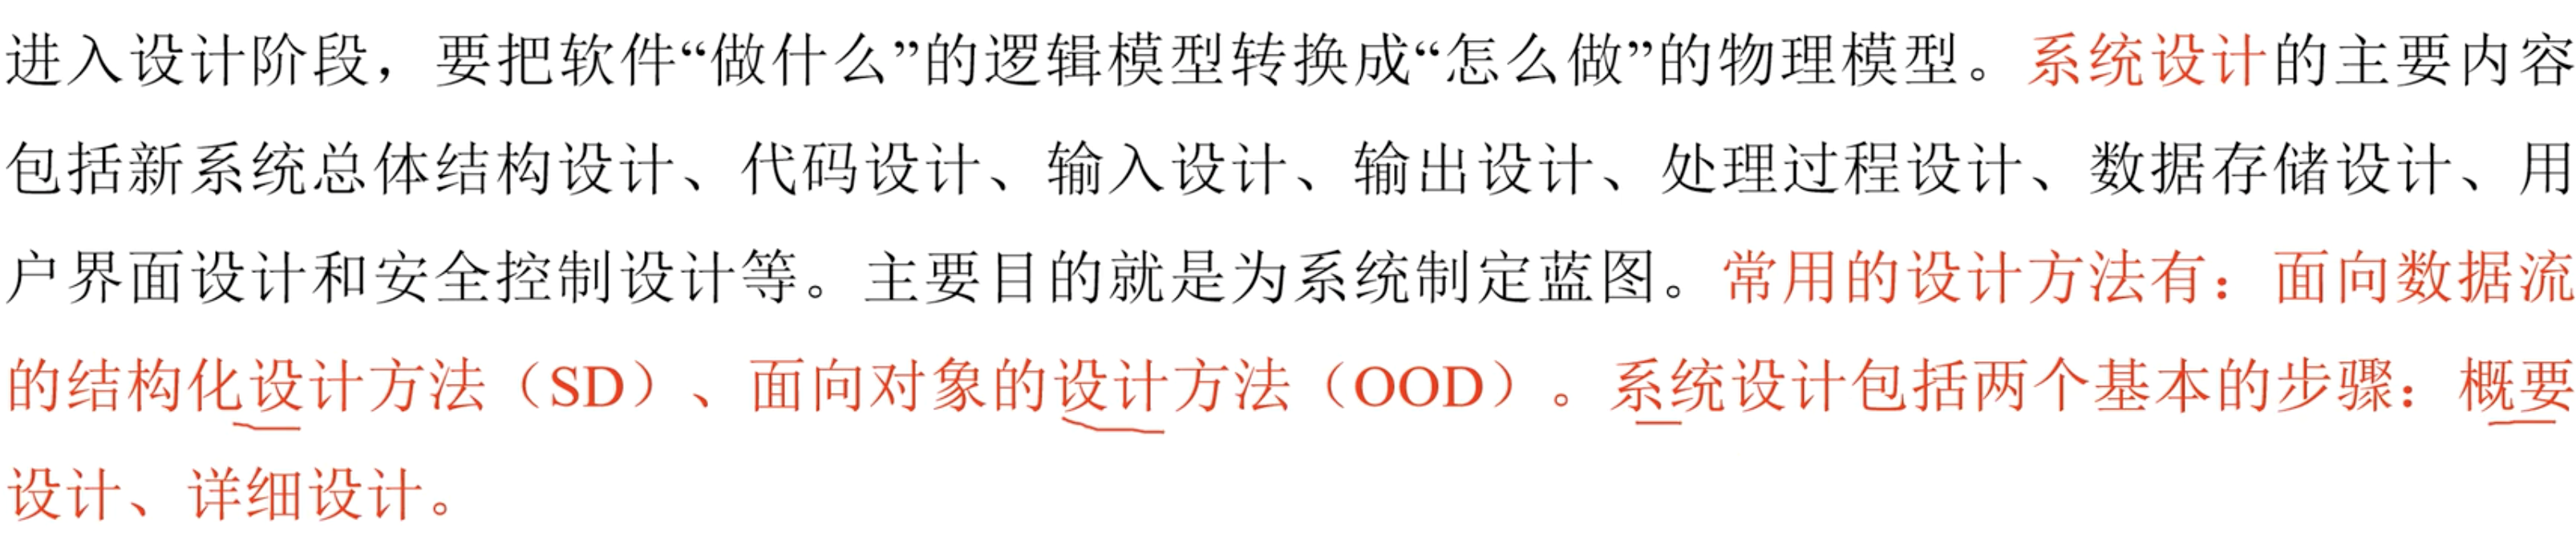 进入设计阶段，要把软件“做什么”的逻辑模型转换成“怎么做”的物理模型。系统设计的主要内容
包括新系统总体结构设计、代码设计、输入设计、输出设计、处理过程设计、数据存储设计、用
户界面设计和安全控制设计等。主要目的就是为系统制定蓝图。常用的设计方法有：面向数据流
的结构化设计方法（SD）、面向对象的设计方法（OOD）。系统设计包括两个基本的步骤：概要
设计、详细设计。